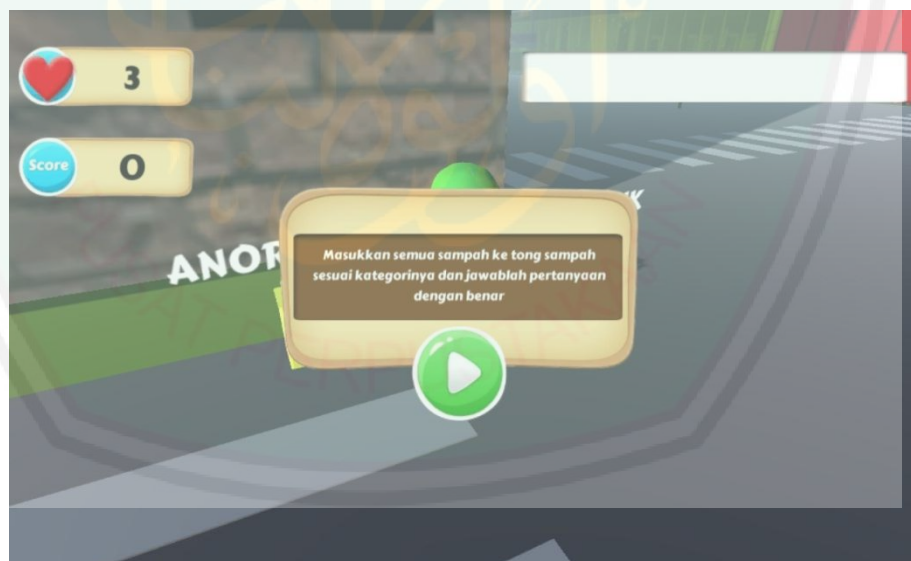 3
Score
0
ANOR
K
Masukkan semua sampah ke tong sampah
sesuai kategorinya dan jawablah pertanyaan
dengan benar